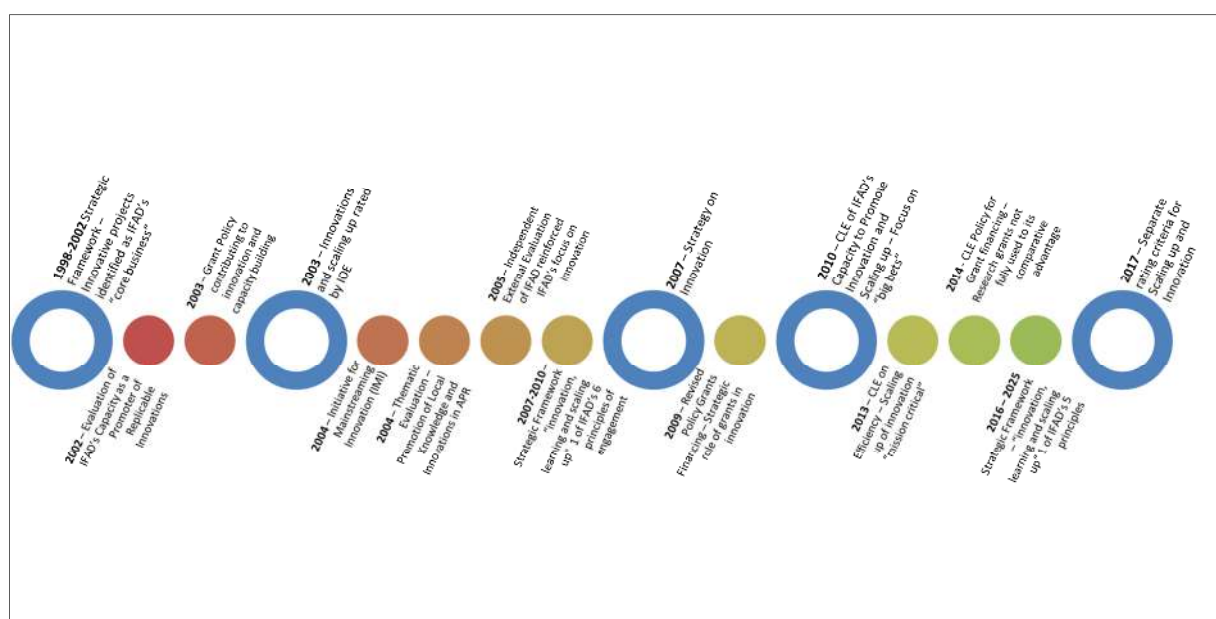 1998-2002 Strategic
Framework –
Innovative projects
identified as IFAD's
"core business"
2002 – Evaluation of
IFAD's Capacity as a
Promoter of
Replicable
Innovations
2003 – Grant Policy
contributing to
innovation and
capacity building
2003 – Innovations
and scaling up rated
by IOE
2004 – Initiative for
Mainstreaming
Innovation (IMI)
2004 – Thematic
Evaluation –
Promotion of Local
Knowledge and
Innovations in APR
2005 – Independent
External Evaluation
of IFAD reinforced
IFAD's focus on
innovation
2007-2010 –
Strategic Framework
"innovation,
learning and scaling
up" 1 of IFAD's 6
principles of
engagement
2007 – Strategy on
Innovation
2009 – Revised
Policy Grants
Financing – Strategic
role of grants in
innovation
2010 – CLE of IFAD's
Capacity to Promote
Innovation and
Scaling up – Focus on
"big bets"
2013 – CLE on
Efficiency – Scaling
up of innovation
"mission critical"
2014 - CLE Policy for
Grant financing –
Research grants not
fully used to its
comparative
advantage
2016 – 2025
Strategic Framework
– "innovation,
learning and scaling
up" 1 of IFAD's 5
principles
2017 – Separate
rating criteria for
Scaling up and
Innovation